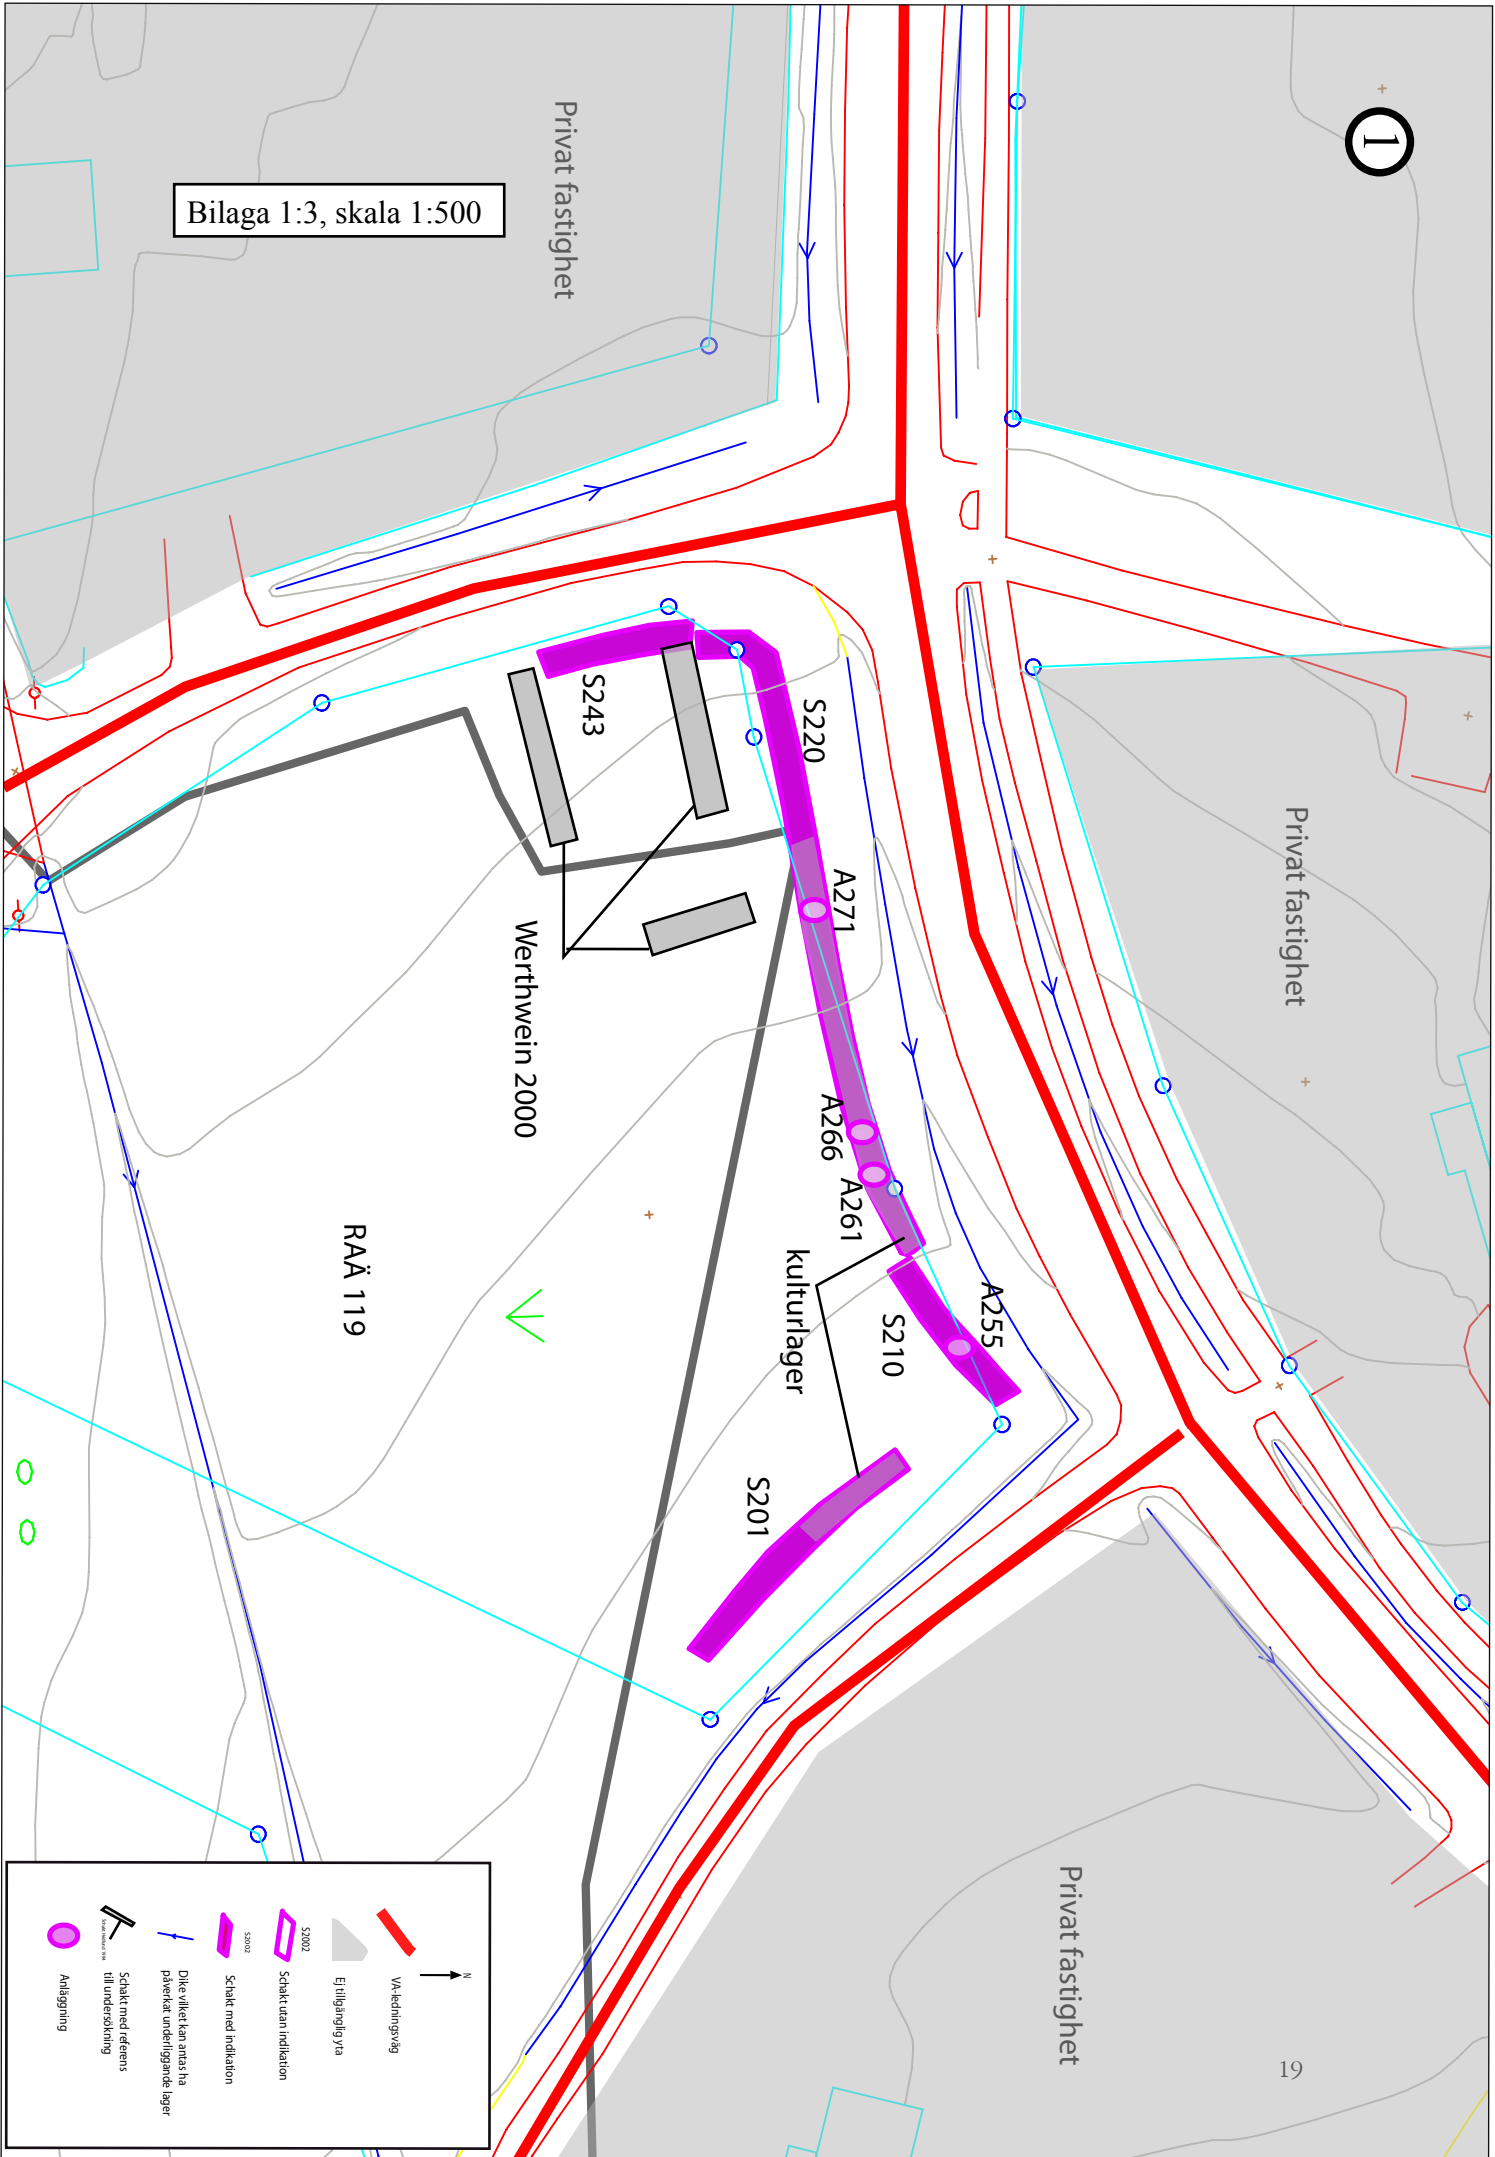 1
Bilaga 1:3, skala 1:500
Privat fastighet
Privat fastighet
S243
S220
A271
Werthwein 2000
A266
A261
kulturlager
A255
S210
RAÄ 119
S201
Privat fastighet
N
VA-ledningsväg
Ej tillgänglig yta
S2002
Schakt utan indikation
S2002
Schakt med indikation
Dike vilket kan antas ha
påverkat underliggande lager
Schakt med referens
till undersökning
Anläggning
19